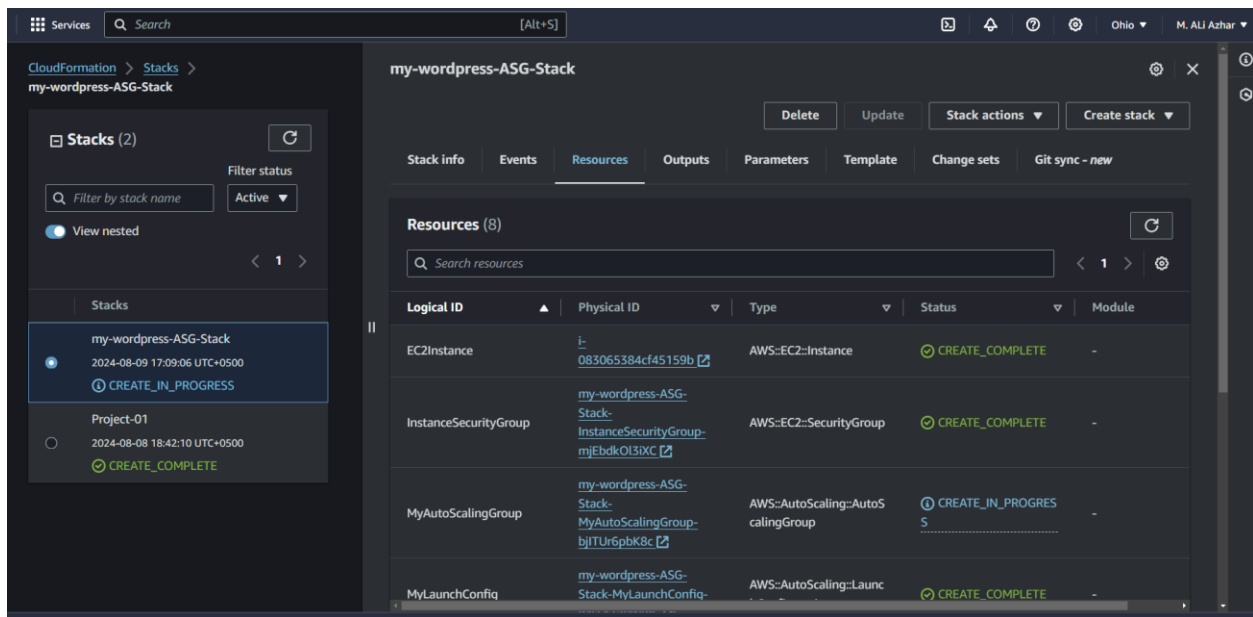 Services Search [Alt+S] Ohio M. ALi Azhar
CloudFormation > Stacks >
my-wordpress-ASG-Stack
Stacks (2)
Filter status
Filter by stack name Active
View nested
1
Stacks
my-wordpress-ASG-Stack
2024-08-09 17:09:06 UTC+0500
CREATE_IN_PROGRESS
Project-01
2024-08-08 18:42:10 UTC+0500
CREATE_COMPLETE
my-wordpress-ASG-Stack
Delete Update Stack actions Create stack
Stack info Events Resources Outputs Parameters Template Change sets Git sync - new
Resources (8)
Search resources
1
Logical ID Physical ID Type Status Module
EC2Instance
i-
083065384cf45159b
AWS::EC2::Instance
CREATE_COMPLETE
-
InstanceSecurityGroup
my-wordpress-ASG-
Stack-
InstanceSecurityGroup-
mjEbdkOl3iXC
AWS::EC2::SecurityGroup
CREATE_COMPLETE
-
MyAutoScalingGroup
my-wordpress-ASG-
Stack-
MyAutoScalingGroup-
bjITUr6pbK8c
AWS::AutoScaling::AutoS
calingGroup
CREATE_IN_PROGRES
S
-
MyLaunchConfig
my-wordpress-ASG-
Stack-MyLaunchConfig-
AWS::AutoScaling::Launc
CREATE_COMPLETE
-